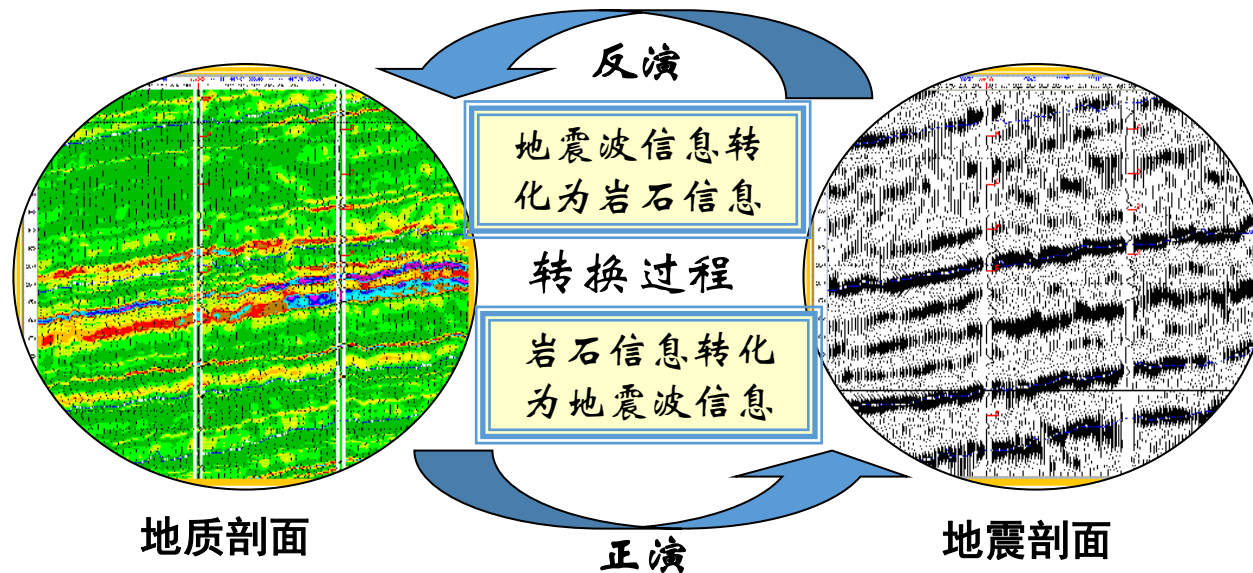 反演
地震波信息转
化为岩石信息
转换过程
岩石信息转化
为地震波信息
地质剖面
正演
地震剖面